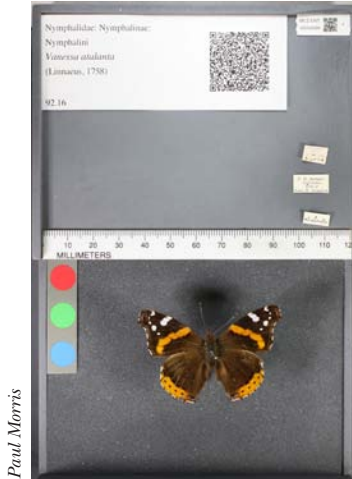 Nymphalidae: Nymphalinae:
Nymphalini
Vanessa atalanta
(Linnaeus, 1758)
92.16
10 20 30 40 50 60 70 80 90 100 110 12
MILLIMETERS
Paul Morris